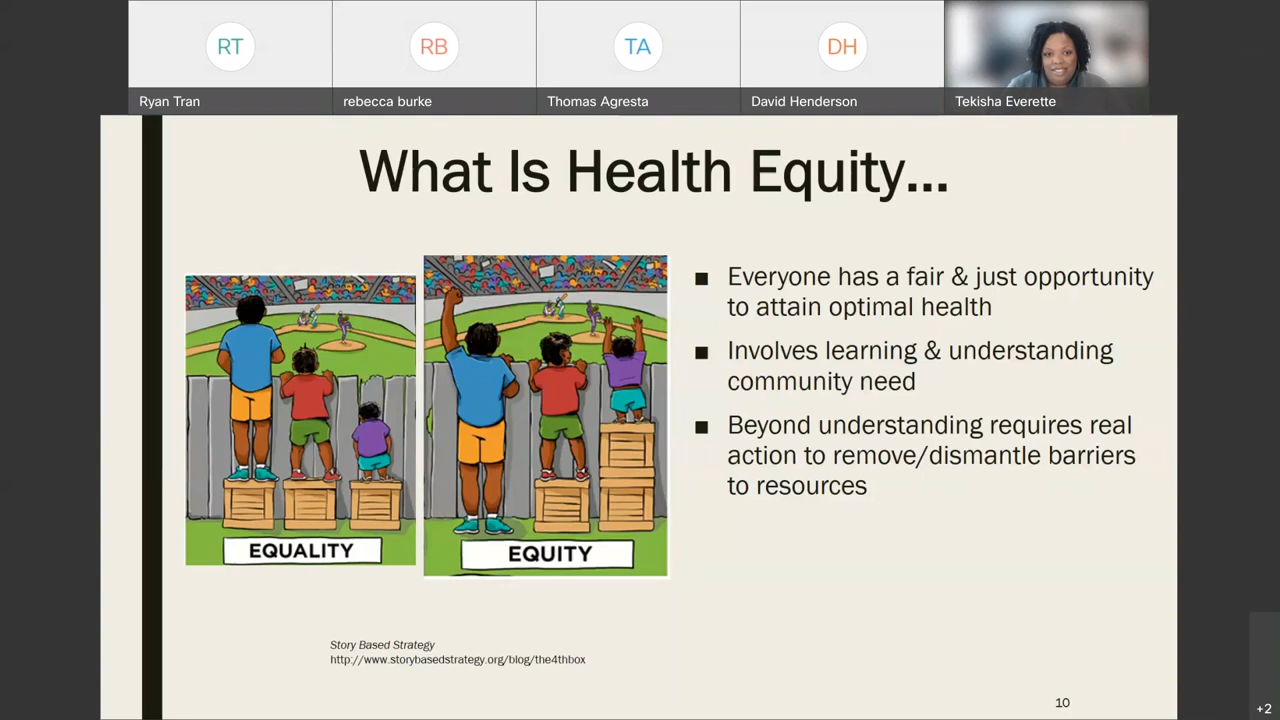 RT
RB
TA
DH
Ryan Tran
rebecca burke
Thomas Agresta
David Henderson
Tekisha Everette
What Is Health Equity...
■ Everyone has a fair & just opportunity
to attain optimal health
■ Involves learning & understanding
community need
■ Beyond understanding requires real
action to remove/dismantle barriers
to resources
EQUALITY
EQUITY
Story Based Strategy
http://www.storybasedstrategy.org/blog/the4thbox
10
+2